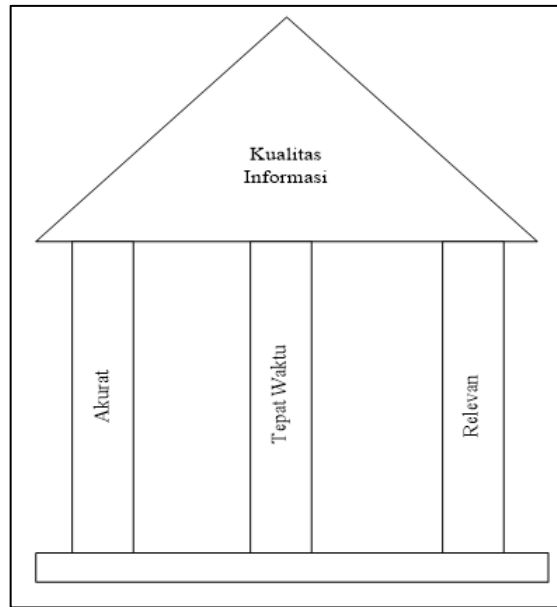 Kualitas
Informasi
Akurat
Tepat Waktu
Relevan